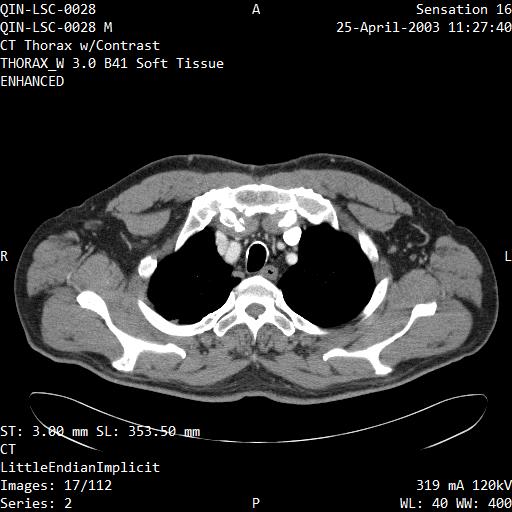 QIN-LSC-0028
A
Sensation 16
QIN-LSC-0028 M
25-April-2003 11:27:40
CT Thorax w/Contrast
THORAX_W 3.0 B41 Soft Tissue
ENHANCED
R
L
ST: 3.00 mm SL: 353.50 mm
CT
LittleEndianImplicit
Images: 17/112
319 mA 120kV
Series: 2
P
WL: 40 WW: 400